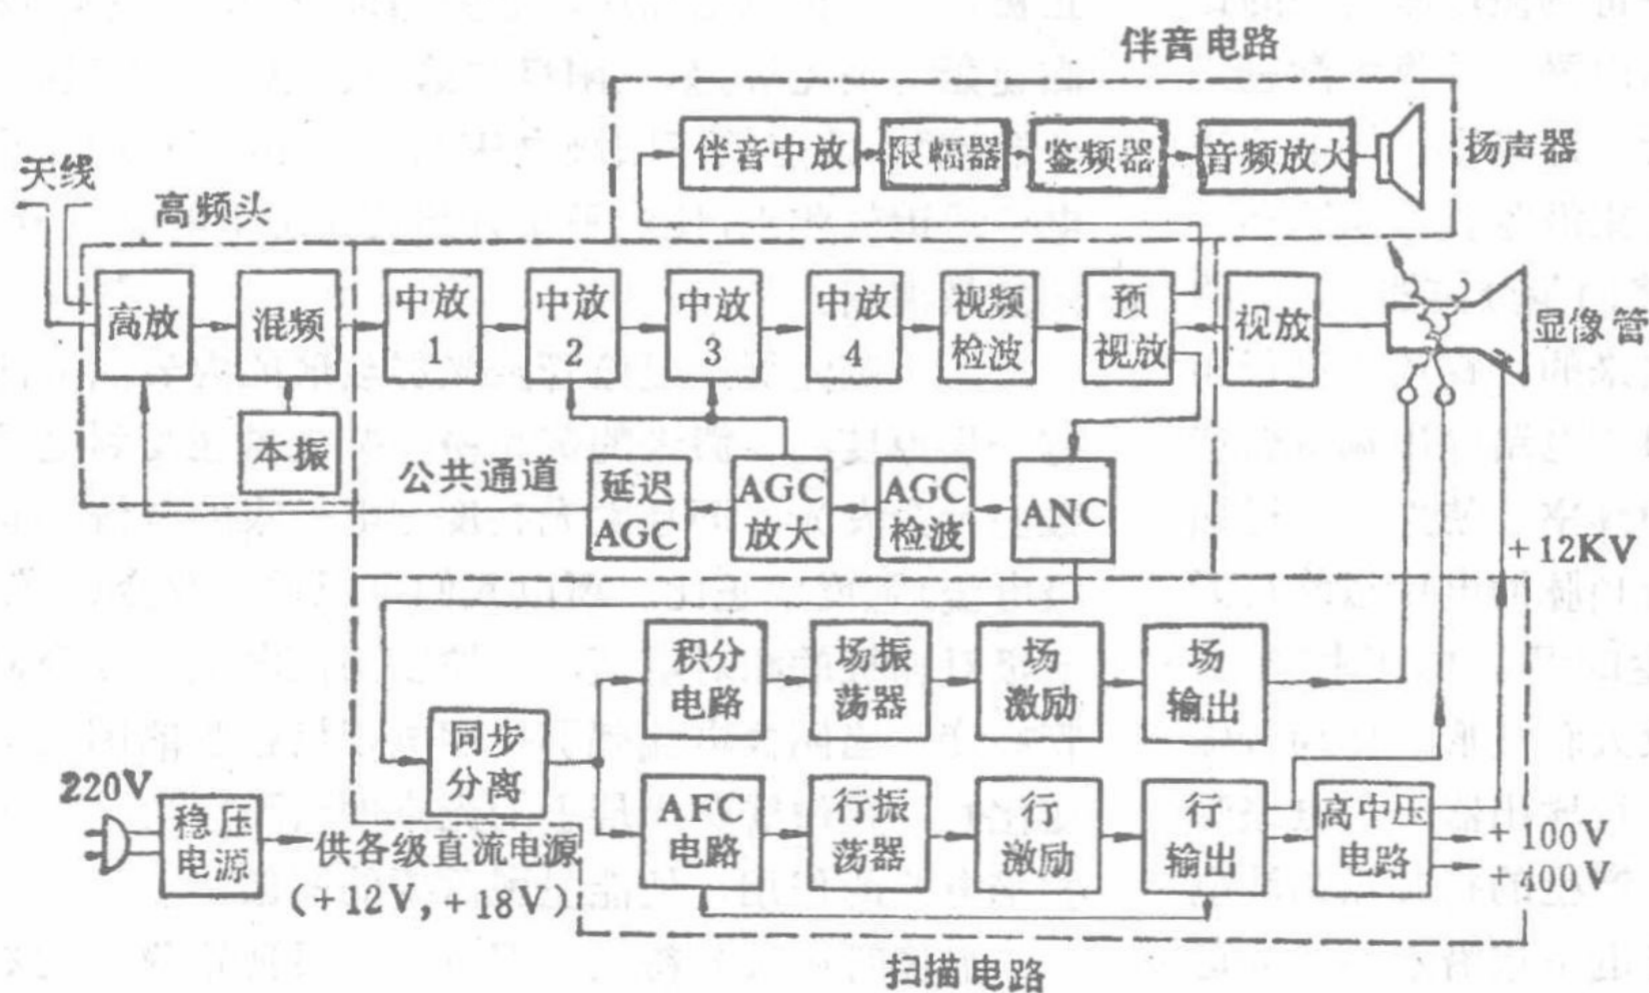 伴音电路
伴音中放
限幅器
鉴频器
音频放大
扬声器
天线
高频头
高放
混频
本振
中放
1
中放
2
中放
3
中放
4
视频
检波
预
视放
视放
显像管
公共通道
延迟
AGC
AGC
放大
AGC
检波
ANC
+12KV
积分
电路
场振
荡器
场
激励
场
输出
同步
分离
AFC
电路
行振
荡器
行
激励
行
输出
高中压
电路
+100V
+400V
220V
稳压
电源
供各级直流电源
(+12V,+18V)
扫描电路